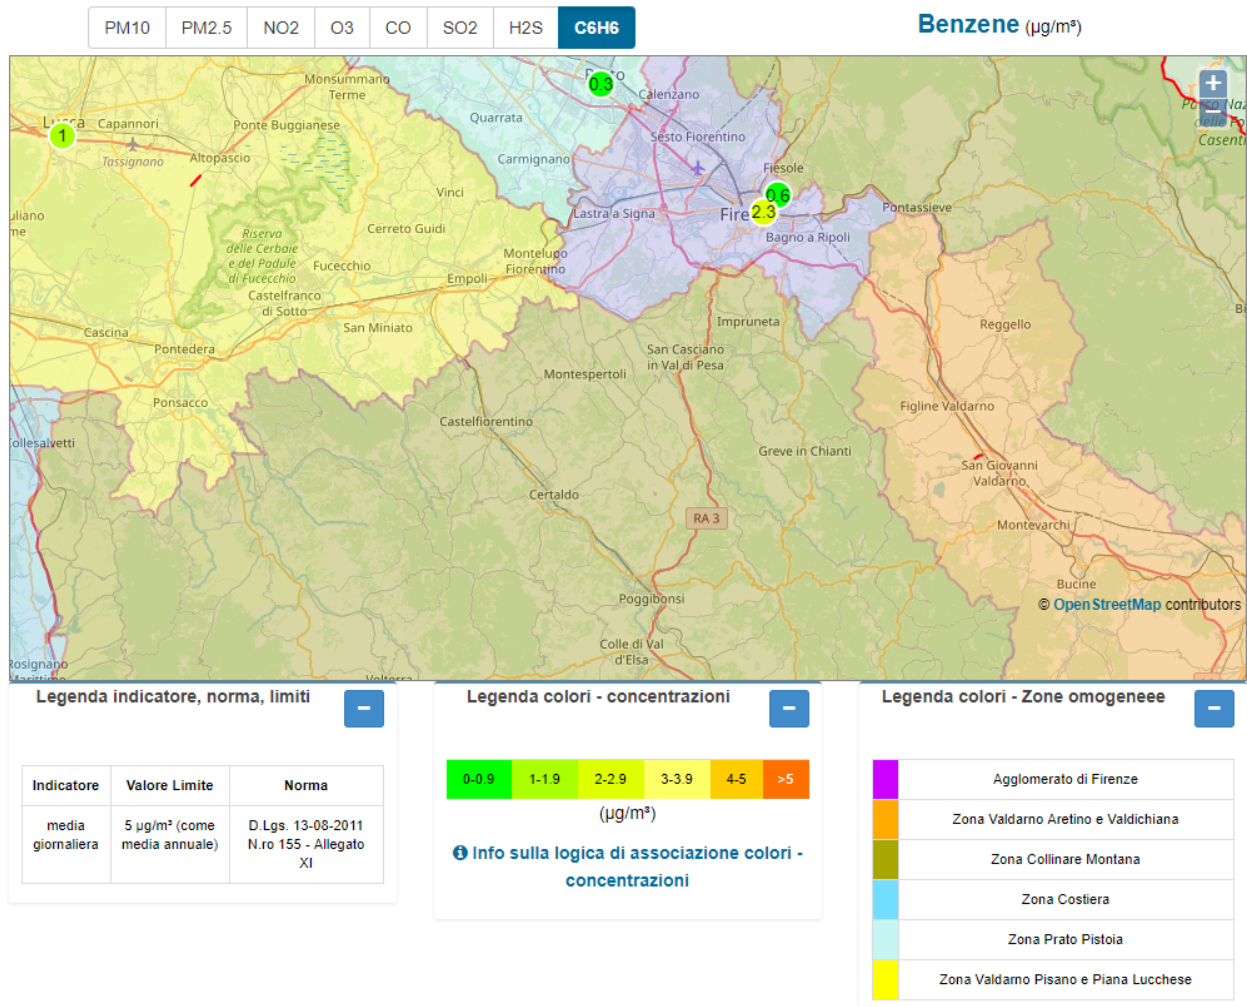 PM10 PM2.5 NO2 O3 CO SO2 H2S C6H6
Benzene (µg/m³)
Monsummano
Terme
Calenzano
0.3
+
−
Quarrata
Capannori
Ponte Buggianese
Sesto Fiorentino
1
Tassignano
Altopascio
Carmignano
Fiesole
Vinci
0.6
2.3
Lastra a Signa
Pontassieve
Cerreto Guidi
Bagno a Ripoli
Riserva
delle Cerbaie
e del Padule
di Fucecchio
Fucecchio
Montelupo
Fiorentino
Empoli
Castelfranco
di Sotto
San Miniato
Impruneta
Reggello
Cascina
Pontedera
San Casciano
in Val di Pesa
Montespertoli
Ponsacco
Figline Valdarno
Castelfiorentino
Greve in Chianti
San Giovanni
Valdarno
Certaldo
RA 3
Montevarchi
Bucine
Poggibonsi
© OpenStreetMap contributors
Colle di Val
d'Elsa
Legenda indicatore, norma, limiti
−
Indicatore Valore Limite Norma
media
giornaliera
5 µg/m³ (come
media annuale)
D.Lgs. 13-08-2011
N.ro 155 - Allegato
XI
Legenda colori - concentrazioni
−
0-0.9 1-1.9 2-2.9 3-3.9 4-5 >5
(µg/m³)
Info sulla logica di associazione colori -
concentrazioni
Legenda colori - Zone omogeneee
−
Agglomerato di Firenze
Zona Valdarno Aretino e Valdichiana
Zona Collinare Montana
Zona Costiera
Zona Prato Pistoia
Zona Valdarno Pisano e Piana Lucchese